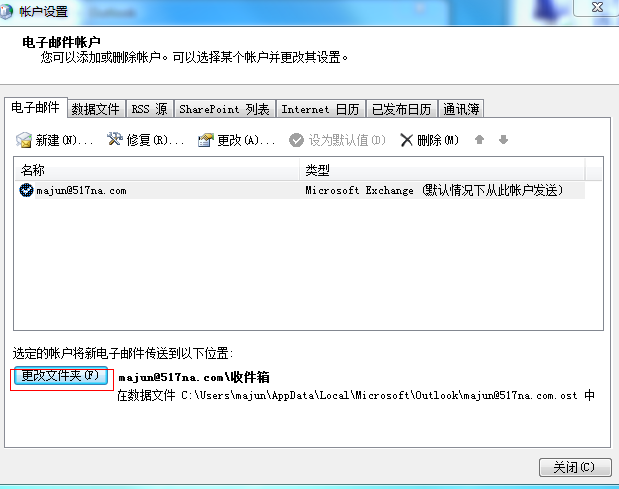 帐户设置
电子邮件帐户
您可以添加或删除帐户。可以选择某个帐户并更改其设置。
电子邮件 数据文件 RSS 源 SharePoint 列表 Internet 日历 已发布日历 通讯簿
新建(N)... 修复(R)... 更改(A)... 设为默认值(D) 删除(M)
名称 类型
majun@517na.com Microsoft Exchange (默认情况下从此帐户发送)
选定的帐户将新电子邮件传送到以下位置:
更改文件夹(F) majun@517na.com\收件箱
在数据文件 C:\Users\majun\AppData\Local\Microsoft\Outlook\majun@517na.com.ost 中
关闭(C)